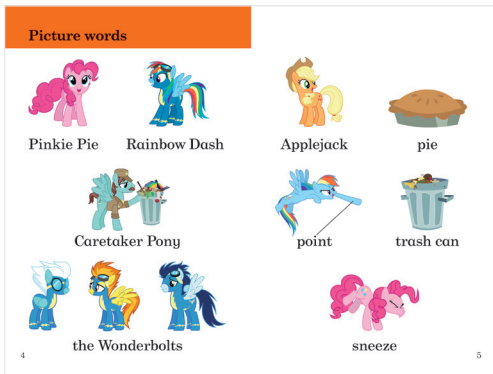 Picture words
Pinkie Pie
Rainbow Dash
Caretaker Pony
the Wonderbolts
4
Applejack
pie
point
trash can
sneeze
5